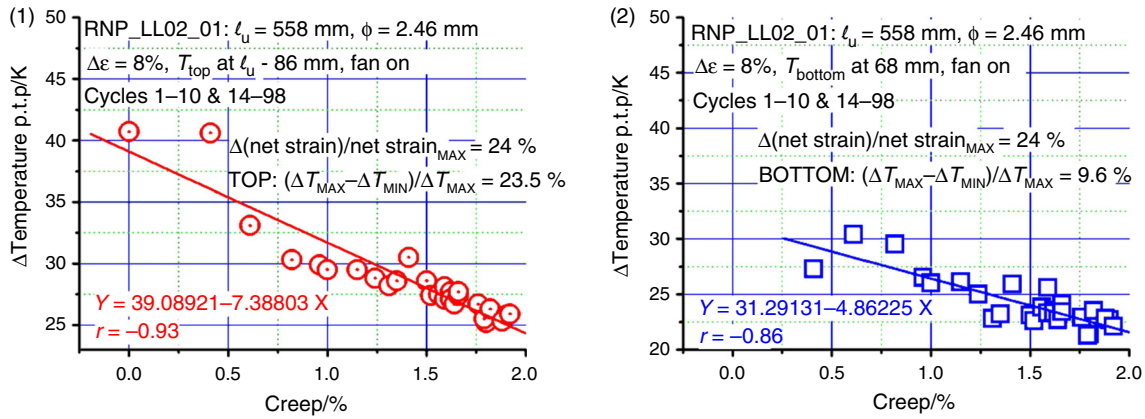 (1)
RNP_LL02_01: ℓu = 558 mm, ϕ = 2.46 mm
Δε = 8%, Ttop at ℓu - 86 mm, fan on
Cycles 1–10 & 14–98
Δ(net strain)/net strainMAX = 24 %
TOP: (ΔTMAX–ΔTMIN)/ΔTMAX = 23.5 %
Y = 39.08921–7.38803 X
r = –0.93
ΔTemperature p.t.p/K
50
45
40
35
30
25
0.0
0.5
1.0
1.5
2.0
Creep/%
(2)
RNP_LL02_01: ℓu = 558 mm, ϕ = 2.46 mm
Δε = 8%, Tbottom at 68 mm, fan on
Cycles 1–10 & 14–98
Δ(net strain)/net strainMAX = 24 %
BOTTOM: (ΔTMAX–ΔTMIN)/ΔTMAX = 9.6 %
Y = 31.29131–4.86225 X
r = –0.86
ΔTemperature p.t.p/K
50
45
40
35
30
25
20
0.0
0.5
1.0
1.5
2.0
Creep/%